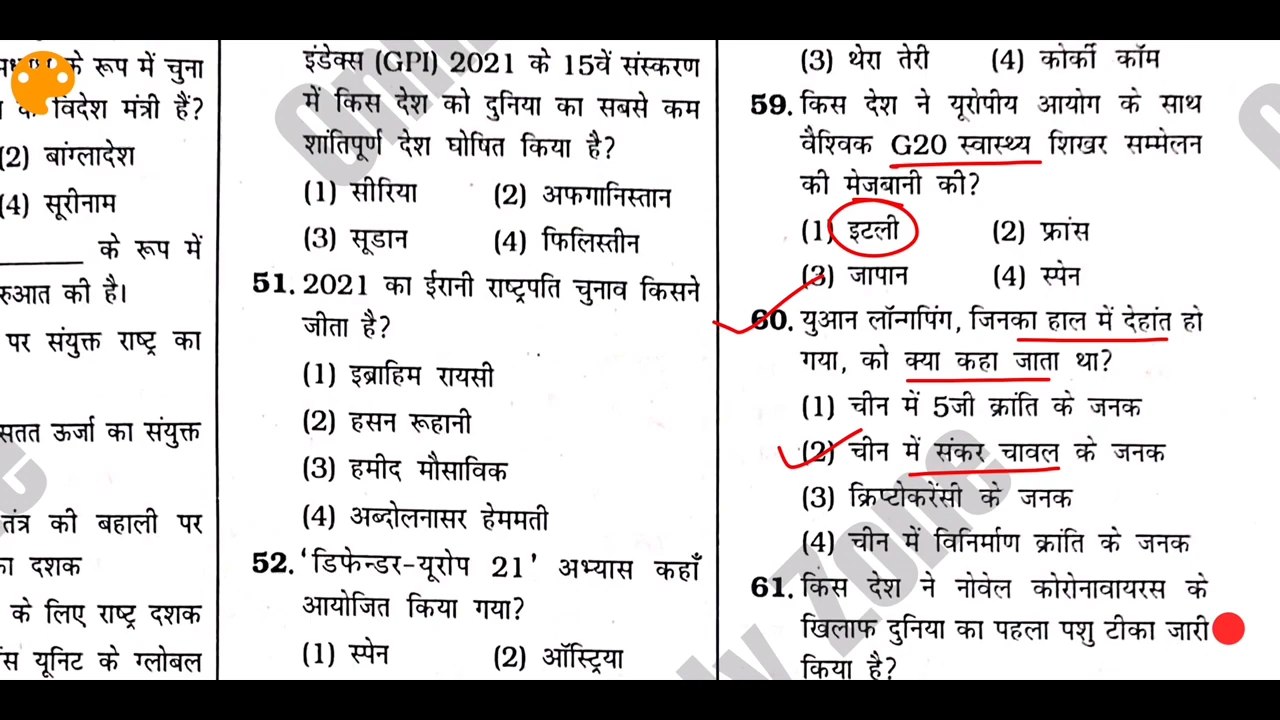 के रूप में चुना
विदेश मंत्री हैं?
(2) बांग्लादेश
(4) सूरीनाम
के रूप में
की है।
पर संयुक्त राष्ट्र का
सतत ऊर्जा का संयुक्त
की बहाली पर
दशक
के लिए राष्ट्र दशक
यूनिट के ग्लोबल
इंडेक्स (GPI) 2021 के 15वें संस्करण
में किस देश को दुनिया का सबसे कम
शांतिपूर्ण देश घोषित किया है?
(1) सीरिया (2) अफगानिस्तान
(3) सूडान (4) फिलिस्तीन
51. 2021 का ईरानी राष्ट्रपति चुनाव किसने
जीता है?
(1) इब्राहिम रायसी
(2) हसन रूहानी
(3) हमीद मौसाविक
(4) अब्दोलनासर हेममती
52. 'डिफेन्डर-यूरोप 21' अभ्यास कहाँ
आयोजित किया गया?
(1) स्पेन (2) ऑस्ट्रिया
(3) थेरा तेरी (4) कोर्की कॉम
59. किस देश ने यूरोपीय आयोग के साथ
वैश्विक G20 स्वास्थ्य शिखर सम्मेलन
की मेजबानी की?
(1) इटली (2) फ्रांस
(3) जापान (4) स्पेन
60. युआन लॉन्गपिंग, जिनका हाल में देहांत हो
गया, को क्या कहा जाता था?
(1) चीन में 5जी क्रांति के जनक
(2) चीन में संकर चावल के जनक
(3) क्रिप्टोकरेंसी के जनक
(4) चीन में विनिर्माण क्रांति के जनक
61. किस देश ने नोवेल कोरोनावायरस के
खिलाफ दुनिया का पहला पशु टीका जारी
किया है?